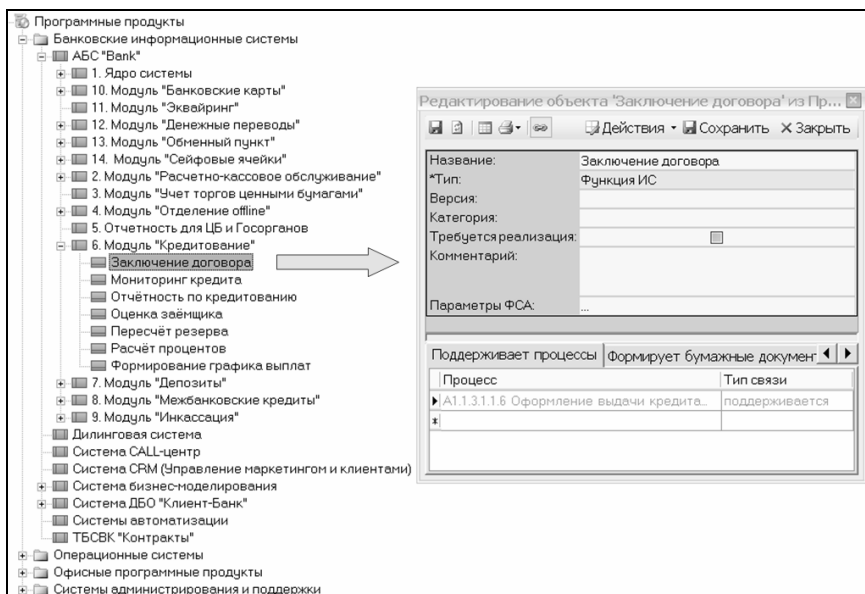 Программные продукты
Банковские информационные системы
АБС "Bank"
1. Ядро системы
10. Модуль "Банковские карты"
11. Модуль "Эквайринг"
12. Модуль "Денежные переводы"
13. Модуль "Обменный пункт"
14. Модуль "Сейфовые ячейки"
2. Модуль "Расчетно-кассовое обслуживание"
3. Модуль "Учет торгов ценными бумагами"
4. Модуль "Отделение offline"
5. Отчетность для ЦБ и Госорганов
6. Модуль "Кредитование"
Заключение договора
Мониторинг кредита
Отчётность по кредитованию
Оценка заёмщика
Пересчёт резерва
Расчёт процентов
Формирование графика выплат
7. Модуль "Депозиты"
8. Модуль "Межбанковские кредиты"
9. Модуль "Инкассация"
Дилинговая система
Система CALL-центр
Система CRM (Управление маркетингом и клиентами)
Система бизнес-моделирования
Система ДБО "Клиент-Банк"
Системы автоматизации
ТБСВК "Контракты"
Операционные системы
Офисные программные продукты
Системы администрирования и поддержки
Редактирование объекта 'Заключение договора' из Пр...
Действия Сохранить Закрыть
Название: Заключение договора
*Тип: Функция ИС
Версия:
Категория:
Требуется реализация:
Комментарий:
Параметры ФСА: ...
Поддерживает процессы Формирует бумажные документ
Процесс Тип связи
A1.1.3.1.1.6 Оформление выдачи кредита... поддерживается